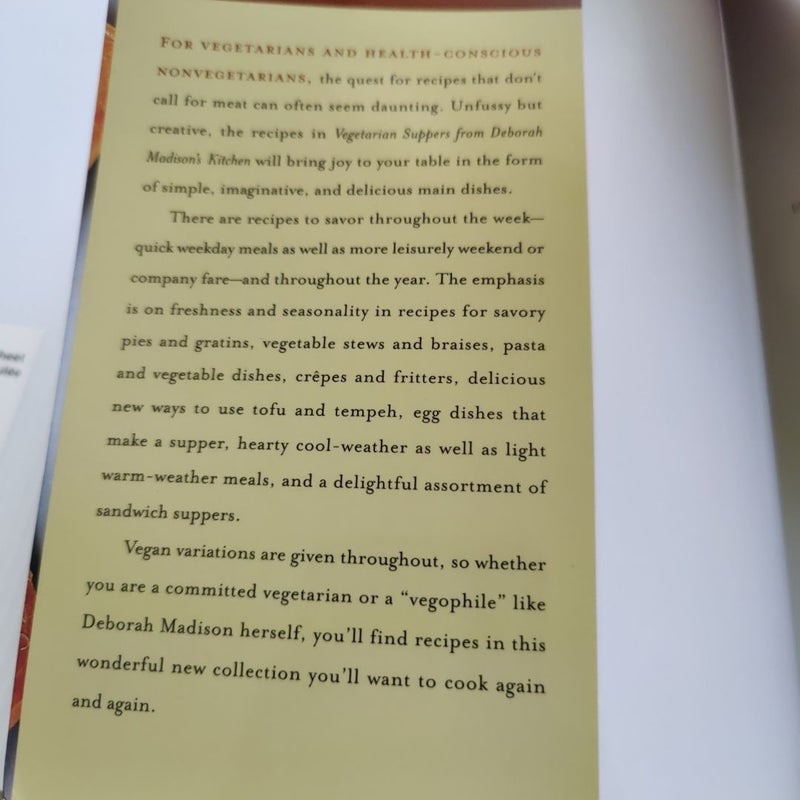 FOR VEGETARIANS AND HEALTH-CONSCIOUS
NONVEGETARIANS, the quest for recipes that don't
call for meat can often seem daunting. Unfussy but
creative, the recipes in Vegetarian Suppers from Deborah
Madison's Kitchen will bring joy to your table in the form
of simple, imaginative, and delicious main dishes.
There are recipes to savor throughout the week—
quick weekday meals as well as more leisurely weekend or
company fare—and throughout the year. The emphasis
is on freshness and seasonality in recipes for savory
pies and gratins, vegetable stews and braises, pasta
and vegetable dishes, crêpes and fritters, delicious
new ways to use tofu and tempeh, egg dishes that
make a supper, hearty cool-weather as well as light
warm-weather meals, and a delightful assortment of
sandwich suppers.
Vegan variations are given throughout, so whether
you are a committed vegetarian or a “vegophile” like
Deborah Madison herself, you'll find recipes in this
wonderful new collection you'll want to cook again
and again.